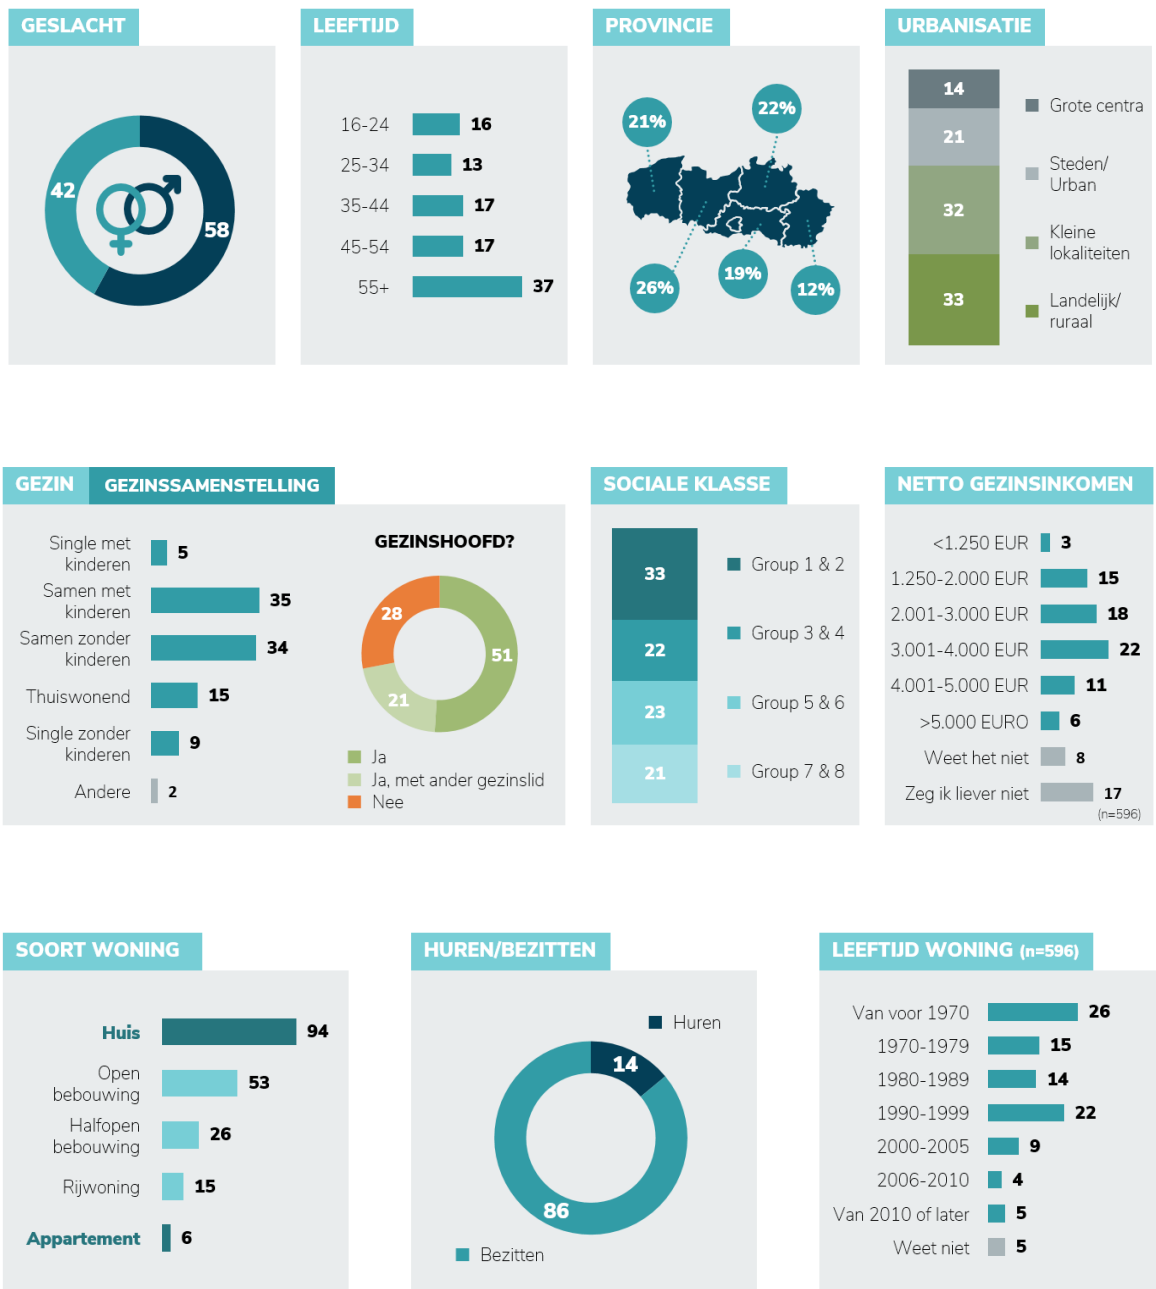 GESLACHT
42
58
LEEFTIJD
16-24 16
25-34 13
35-44 17
45-54 17
55+ 37
PROVINCIE
21%
22%
26%
19%
12%
URBANISATIE
14
21
32
33
Grote centra
Steden/
Urban
Kleine
lokaliteiten
Landelijk/
ruraal
GEZIN GEZINSSAMENSTELLING
Single met
kinderen 5
Samen met
kinderen 35
Samen zonder
kinderen 34
Thuiswonend 15
Single zonder
kinderen 9
Andere 2
GEZINSHOOFD?
28
51
21
Ja
Ja, met ander gezinslid
Nee
SOCIALE KLASSE
33
22
23
21
Group 1 & 2
Group 3 & 4
Group 5 & 6
Group 7 & 8
NETTO GEZINSINKOMEN
<1.250 EUR 3
1.250-2.000 EUR 15
2.001-3.000 EUR 18
3.001-4.000 EUR 22
4.001-5.000 EUR 11
>5.000 EURO 6
Weet het niet 8
Zeg ik liever niet 17
(n=596)
SOORT WONING
Huis 94
Open
bebouwing 53
Halfopen
bebouwing 26
Rijwoning 15
Appartement 6
HUREN/BEZITTEN
Huren
14
86
Bezitten
LEEFTIJD WONING (n=596)
Van voor 1970 26
1970-1979 15
1980-1989 14
1990-1999 22
2000-2005 9
2006-2010 4
Van 2010 of later 5
Weet niet 5